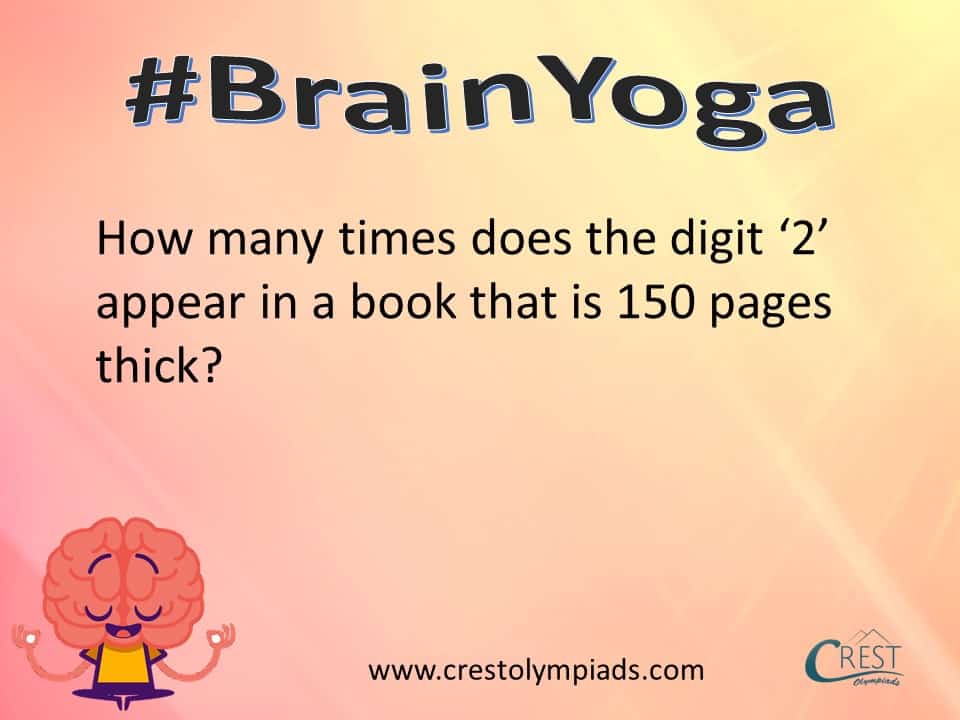 #BrainYoga
How many times does the digit ‘2’
appear in a book that is 150 pages
thick?
www.crestolympiads.com
CREST
Olympiads